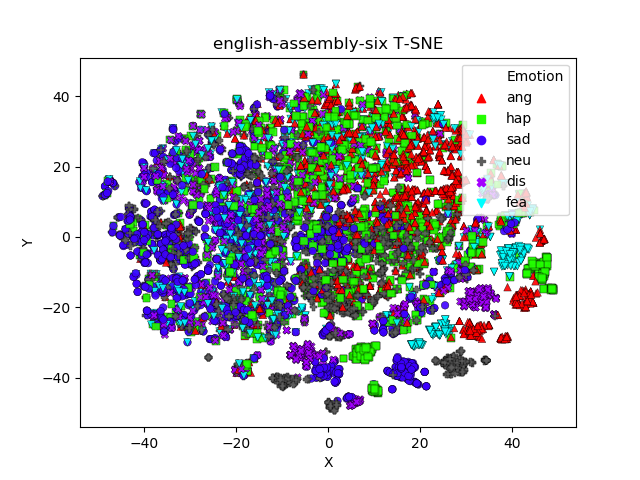 english-assembly-six T-SNE
Emotion
ang
hap
sad
neu
dis
fea
Y
40
20
0
−20
−40
−40
−20
0
20
40
X